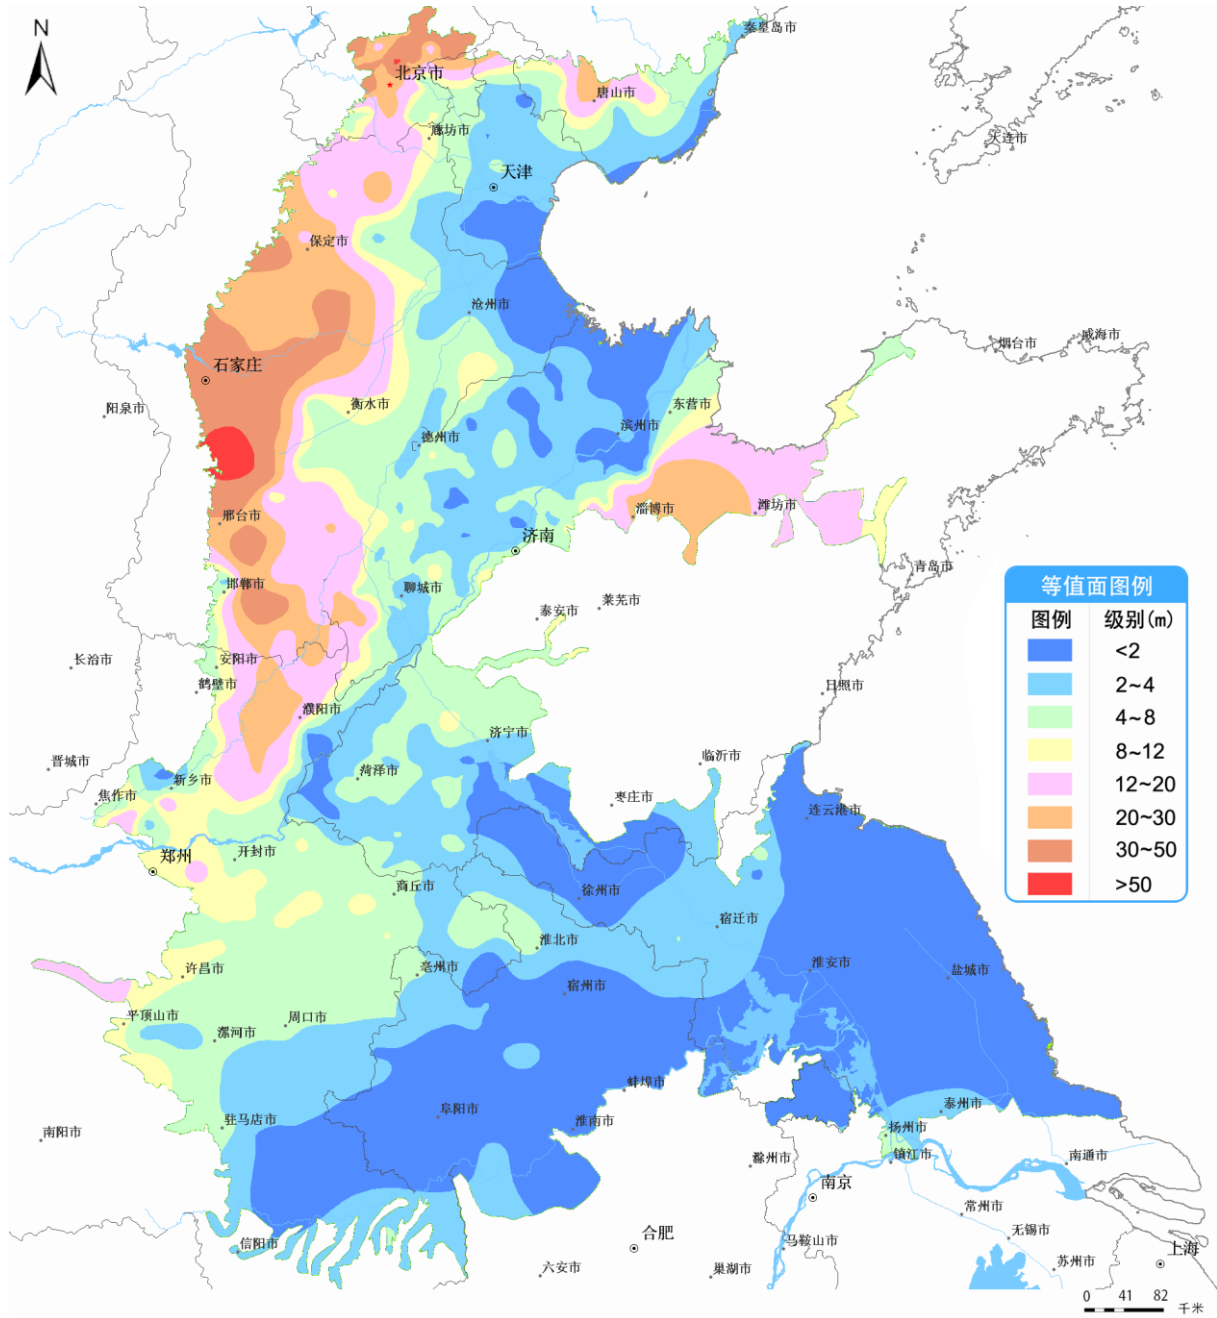 N
秦皇岛市
北京市
唐山市
廊坊市
大连市
天津
保定市
沧州市
烟台市
威海市
石家庄
阳泉市
衡水市
东营市
滨州市
德州市
邢台市
淄博市
潍坊市
济南
青岛市
邯郸市
聊城市
莱芜市
泰安市
长治市
安阳市
鹤壁市
日照市
濮阳市
济宁市
晋城市
临沂市
新乡市
菏泽市
焦作市
枣庄市
连云港市
郑州
开封市
商丘市
徐州市
宿迁市
淮北市
许昌市
亳州市
淮安市
盐城市
宿州市
平顶山市
周口市
漯河市
蚌埠市
阜阳市
泰州市
驻马店市
淮南市
扬州市
南阳市
滁州市
镇江市
南通市
南京
常州市
信阳市
合肥
马鞍山市
无锡市
上海
六安市
巢湖市
苏州市
等值面图例
图例 级别(m)
<2
2~4
4~8
8~12
12~20
20~30
30~50
>50
0 41 82
千米